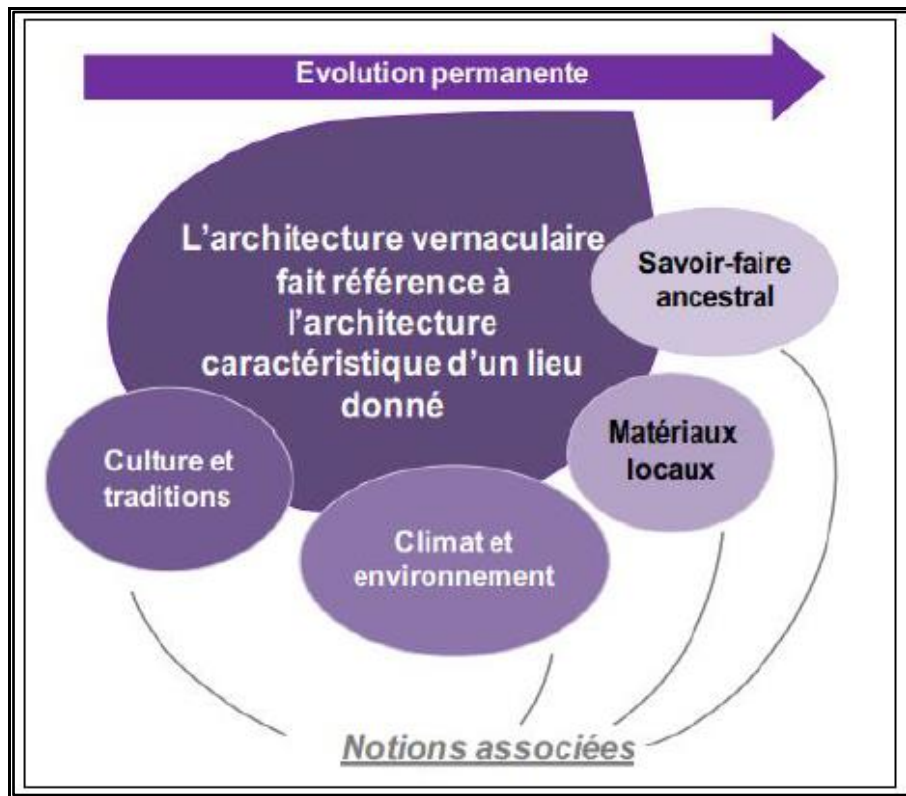 Evolution permanente
L'architecture vernaculaire
fait référence à
l'architecture
caractéristique d'un lieu
donné
Savoir-faire
ancestral
Matériaux
locaux
Culture et
traditions
Climat et
environnement
Notions associées